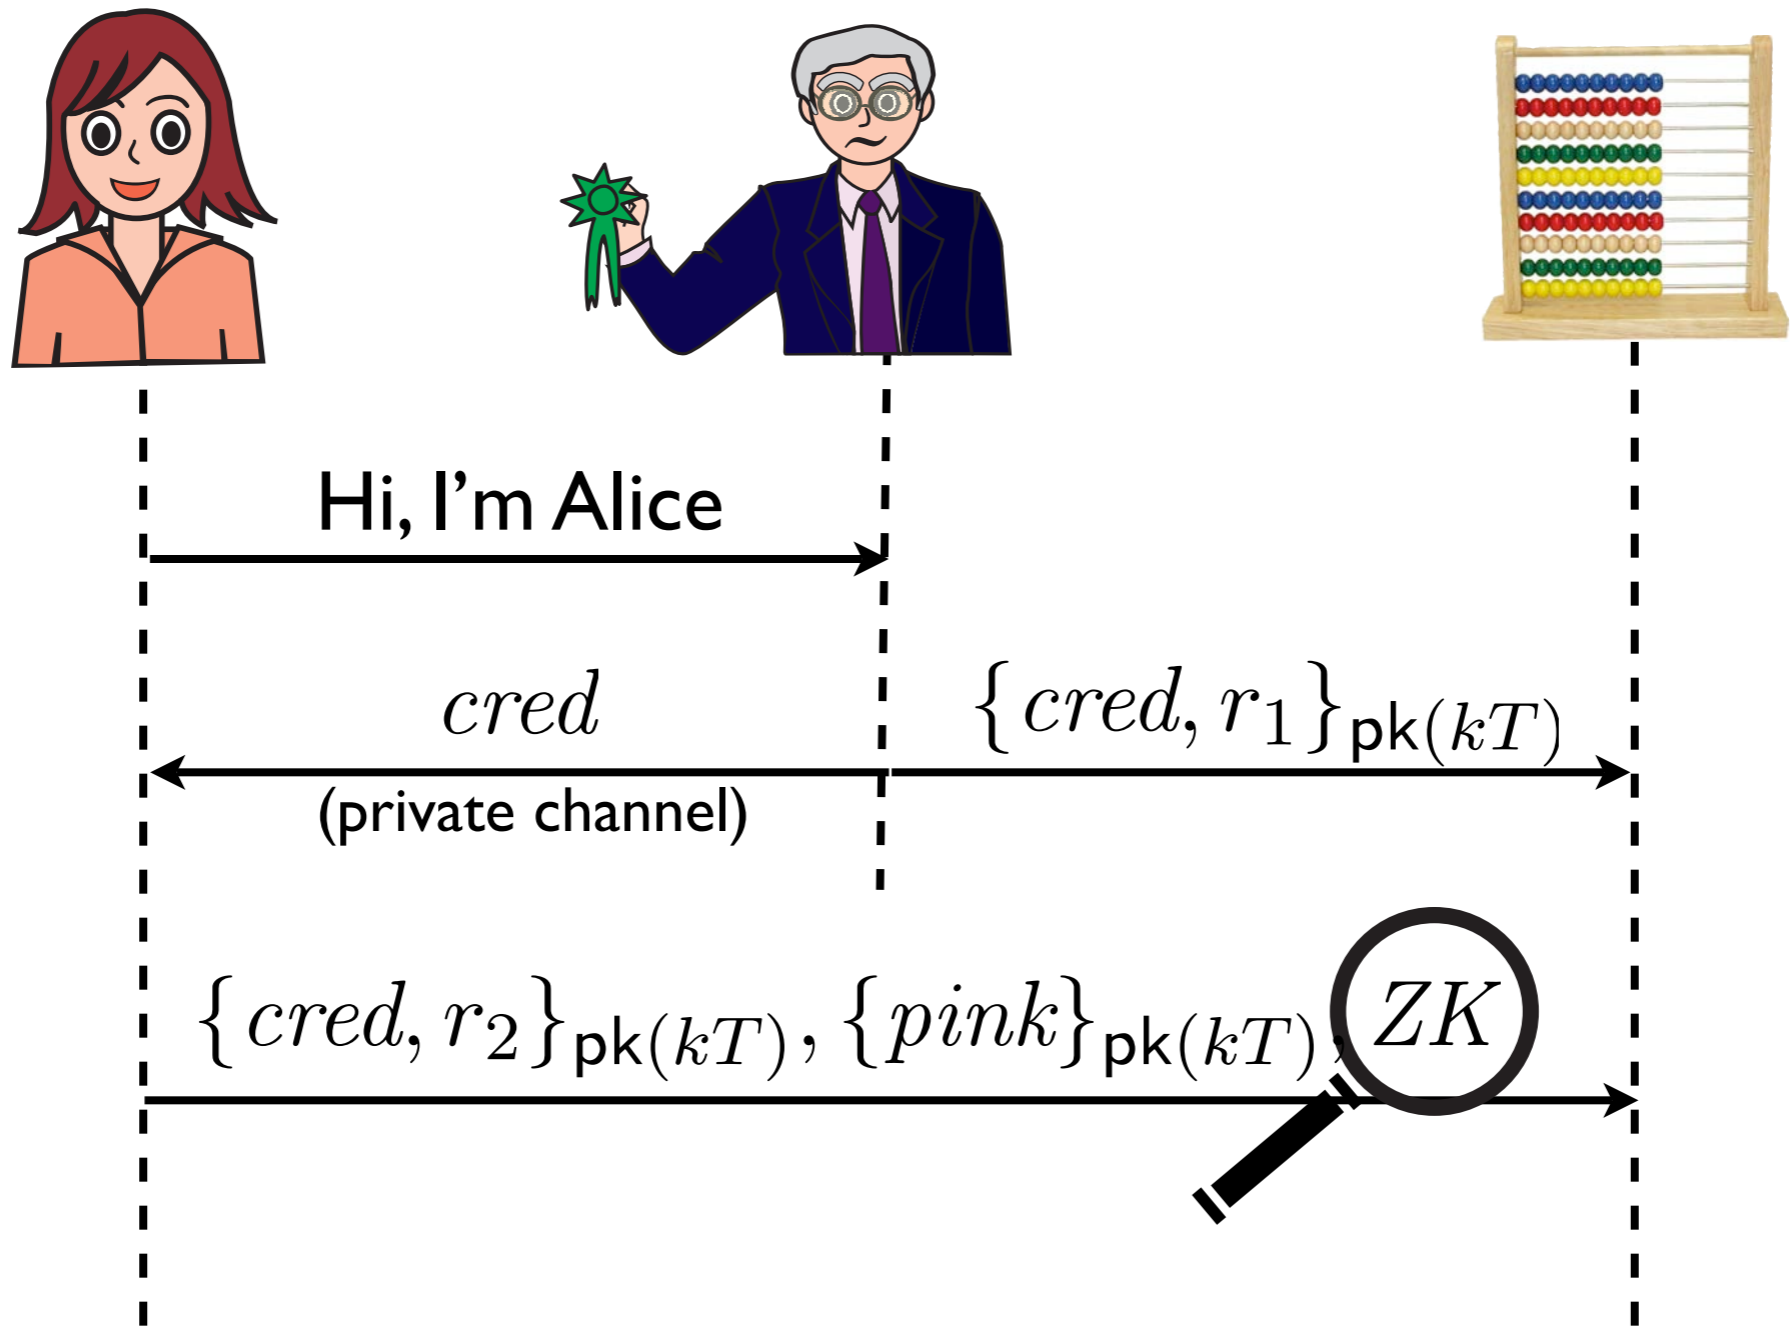 Hi, I'm Alice
cred
{cred, r₁}pk(kT)
(private channel)
{cred, r₂}pk(kT), {pink}pk(kT), ZK